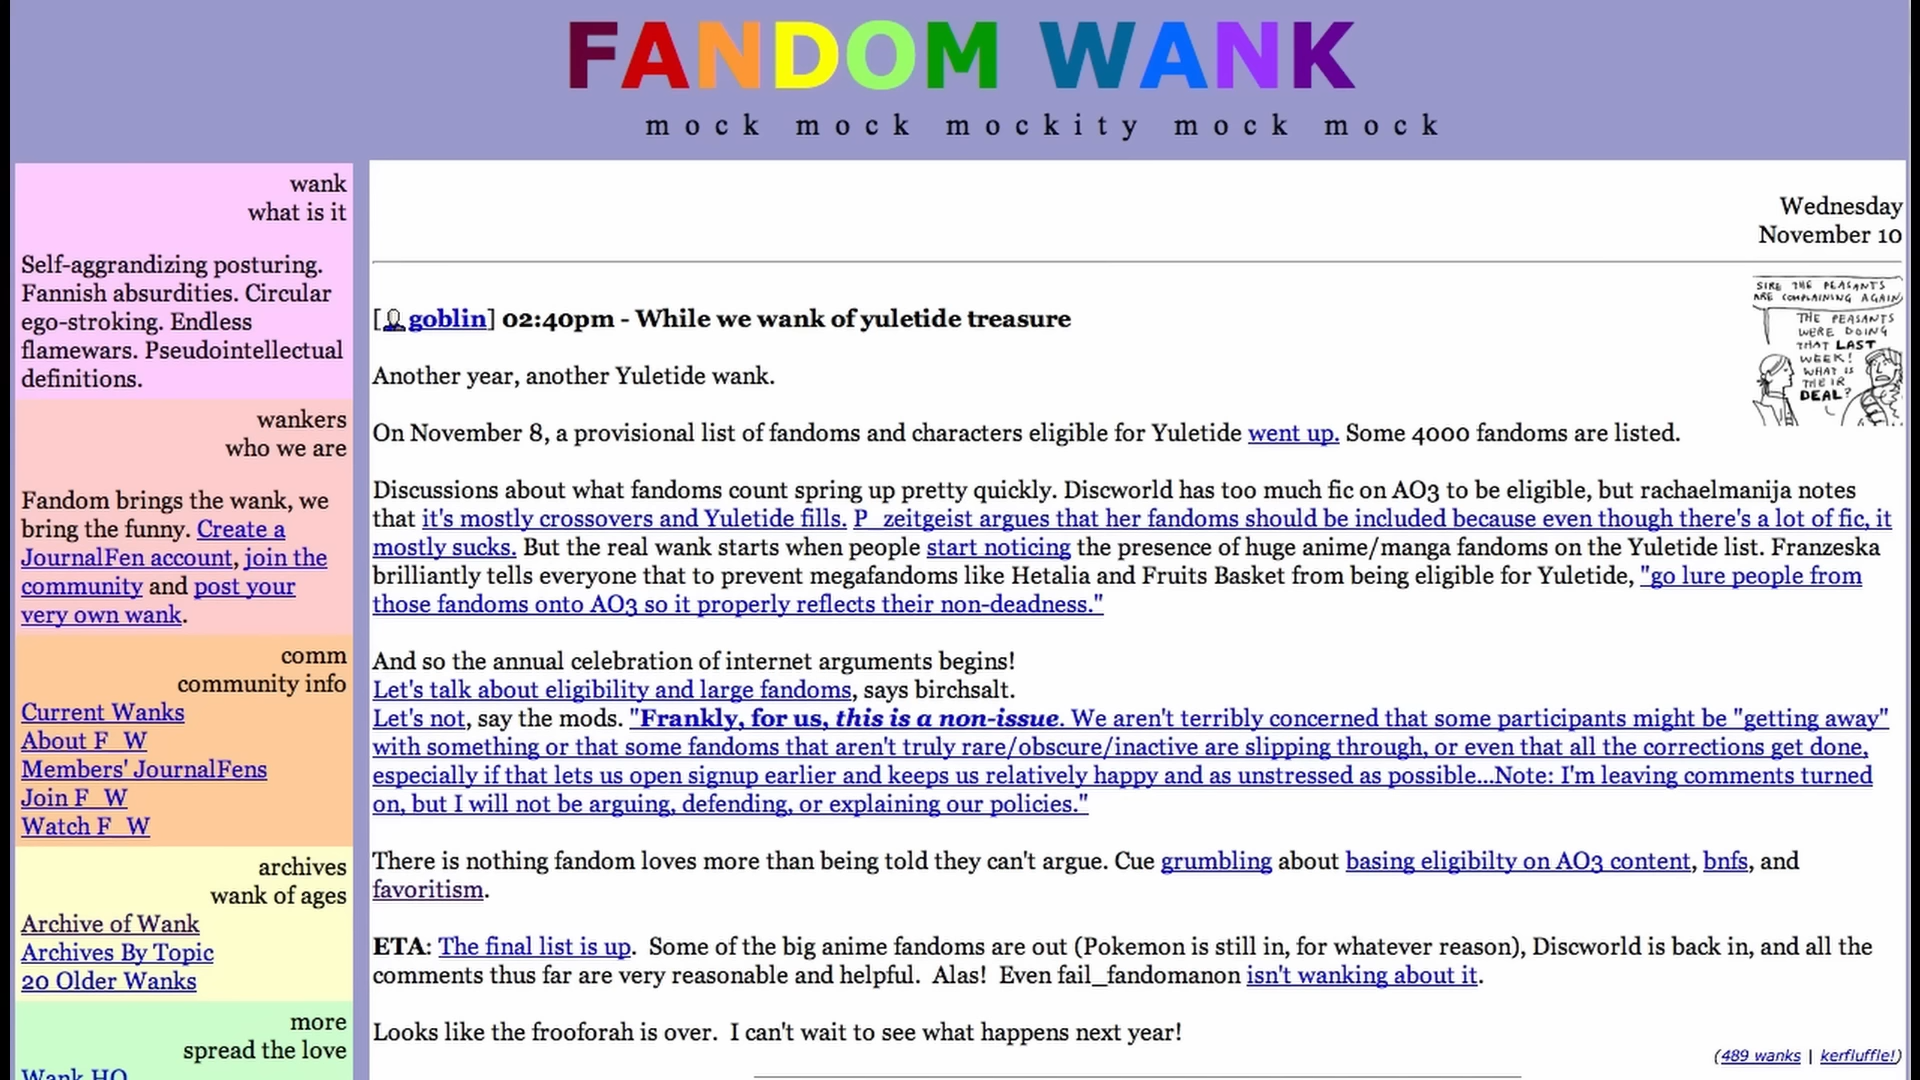 FANDOM WANK
mock mock mockity mock mock
wank
what is it
Self-aggrandizing posturing.
Fannish absurdities. Circular
ego-stroking. Endless
flamewars. Pseudointellectual
definitions.
wankers
who we are
Fandom brings the wank, we
bring the funny. Create a
JournalFen account, join the
community and post your
very own wank.
comm
community info
Current Wanks
About F_W
Members' JournalFens
Join F_W
Watch F_W
archives
wank of ages
Archive of Wank
Archives By Topic
20 Older Wanks
more
spread the love
Wank HQ
Wednesday
November 10
SIRE THE PEASANTS
ARE COMPLAINING AGAIN
THE PEASANTS
WERE DOING
THAT LAST
WEEK!
WHAT IS
THEIR
DEAL?
[goblin] 02:40pm - While we wank of yuletide treasure
Another year, another Yuletide wank.
On November 8, a provisional list of fandoms and characters eligible for Yuletide went up. Some 4000 fandoms are listed.
Discussions about what fandoms count spring up pretty quickly. Discworld has too much fic on AO3 to be eligible, but rachaelmanija notes
that it's mostly crossovers and Yuletide fills. P_zeitgeist argues that her fandoms should be included because even though there's a lot of fic, it
mostly sucks. But the real wank starts when people start noticing the presence of huge anime/manga fandoms on the Yuletide list. Franzeska
brilliantly tells everyone that to prevent megafandoms like Hetalia and Fruits Basket from being eligible for Yuletide, "go lure people from
those fandoms onto AO3 so it properly reflects their non-deadness."
And so the annual celebration of internet arguments begins!
Let's talk about eligibility and large fandoms, says birchsalt.
Let's not, say the mods. "Frankly, for us, this is a non-issue. We aren't terribly concerned that some participants might be "getting away"
with something or that some fandoms that aren't truly rare/obscure/inactive are slipping through, or even that all the corrections get done,
especially if that lets us open signup earlier and keeps us relatively happy and as unstressed as possible...Note: I'm leaving comments turned
on, but I will not be arguing, defending, or explaining our policies."
There is nothing fandom loves more than being told they can't argue. Cue grumbling about basing eligibilty on AO3 content, bnfs, and
favoritism.
ETA: The final list is up. Some of the big anime fandoms are out (Pokemon is still in, for whatever reason), Discworld is back in, and all the
comments thus far are very reasonable and helpful. Alas! Even fail_fandomanon isn't wanking about it.
Looks like the frooforah is over. I can't wait to see what happens next year!
(489 wanks | kerfluffle!)